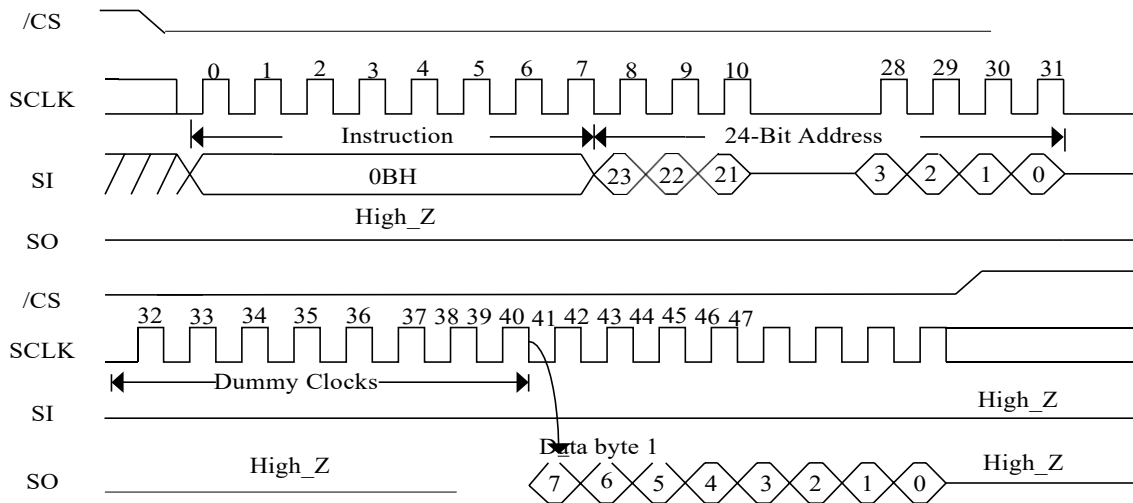 /CS
0 1 2 3 4 5 6 7 8 9 10 28 29 30 31
SCLK
Instruction 24-Bit Address
SI 0BH 23 22 21 3 2 1 0
High_Z
SO
/CS
32 33 34 35 36 37 38 39 40 41 42 43 44 45 46 47
SCLK
Dummy Clocks
SI High_Z
Data byte 1
SO High_Z 7 6 5 4 3 2 1 0 High_Z